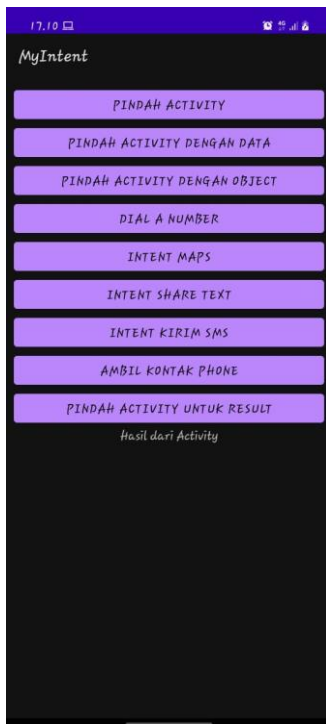 17.10
MyIntent
PINDAH ACTIVITY
PINDAH ACTIVITY DENGAN DATA
PINDAH ACTIVITY DENGAN OBJECT
DIAL A NUMBER
INTENT MAPS
INTENT SHARE TEXT
INTENT KIRIM SMS
AMBIL KONTAK PHONE
PINDAH ACTIVITY UNTUK RESULT
Hasil dari Activity